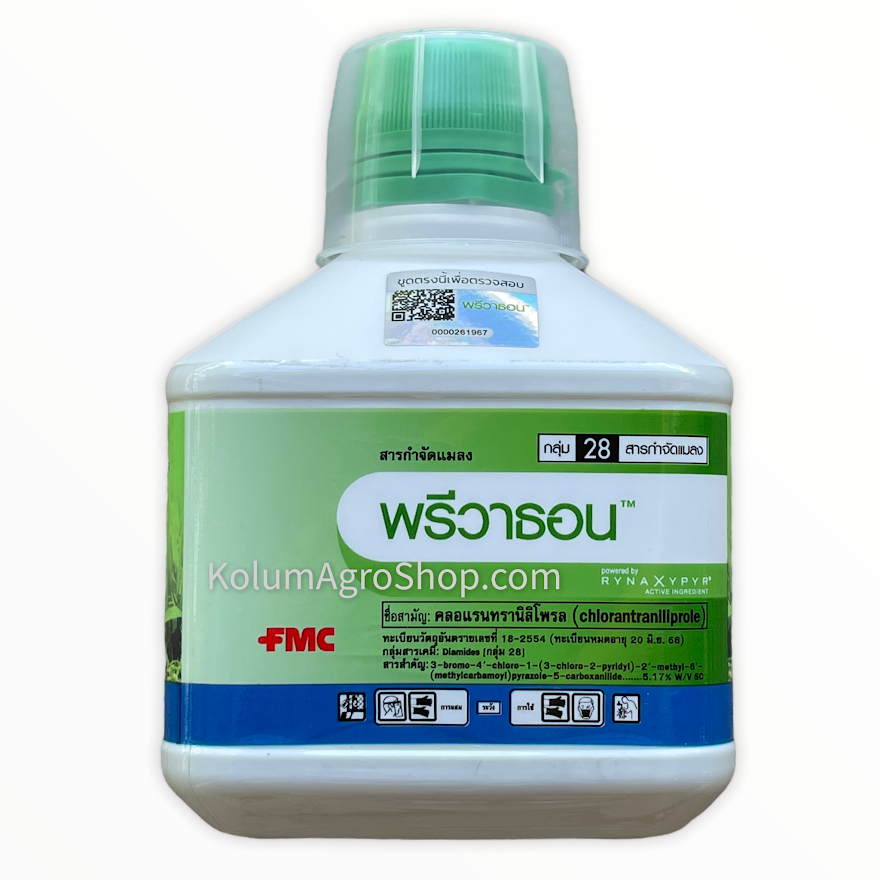 ขูดตรงนี้เพื่อตรวจสอบ
พรีวาธอน™
0000261967
สารกำจัดแมลง
กลุ่ม 28 สารกำจัดแมลง
พรีวาธอน™
powered by
RYNAXYPYR®
ACTIVE INGREDIENT
KolumAgroShop.com
ชื่อสามัญ: คลอแรนทรานิลิโพรล (chlorantraniliprole)
FMC
ทะเบียนวัตถุอันตรายเลขที่ 18-2554 (ทะเบียนหมดอายุ 20 มิ.ย. 66)
กลุ่มสารเคมี: Diamides [กลุ่ม 28]
สารสำคัญ: 3-bromo-4'-chloro-1-(3-chloro-2-pyridyl)-2'-methyl-6'-
(methylcarbamoyl)pyrazole-5-carboxanilide.......5.17% W/V SC
การผสม ระวัง การใช้